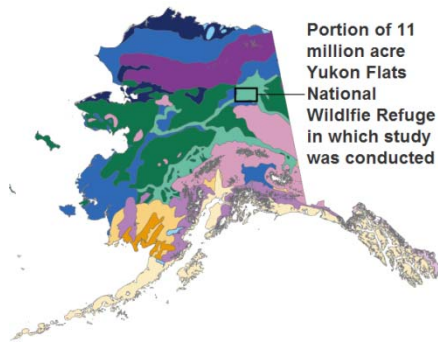 Portion of 11
million acre
Yukon Flats
National
Wildlfie Refuge
in which study
was conducted